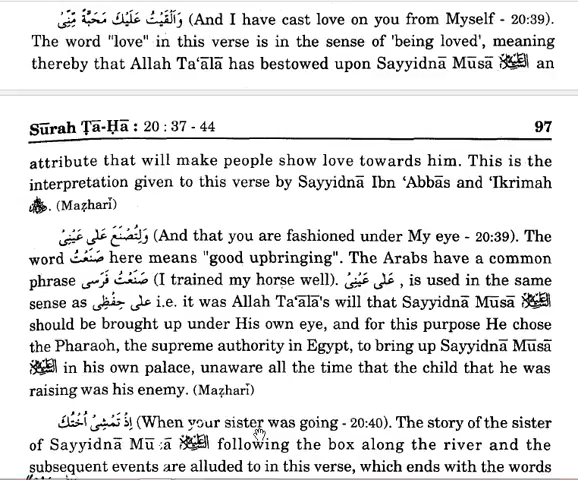 وَأَلْقَيْتُ عَلَيْكَ مَحَبَّةً مِّنِّىْ (And I have cast love on you from Myself - 20:39).
The word "love" in this verse is in the sense of 'being loved', meaning
thereby that Allah Ta‘ālā has bestowed upon Sayyidnā Mūsā an
Sūrah Ṭā-Ḥā : 20 : 37 - 44 97
attribute that will make people show love towards him. This is the
interpretation given to this verse by Sayyidnā Ibn ‘Abbās and ‘Ikrimah
. (Maẓharī)
وَلِتُصْنَعَ عَلٰى عَيْنِىْ (And that you are fashioned under My eye - 20:39). The
word صَنْعَتُ here means "good upbringing". The Arabs have a common
phrase صَنَعْتُ فَرَسِى (I trained my horse well). عَلٰى عَيْنِىْ , is used in the same
sense as على حِفْظِى i.e. it was Allah Ta‘ālā's will that Sayyidnā Mūsā
should be brought up under His own eye, and for this purpose He chose
the Pharaoh, the supreme authority in Egypt, to bring up Sayyidnā Mūsā
in his own palace, unaware all the time that the child that he was
raising was his enemy. (Maẓharī)
إِذْ تَمْشِىْٓ أُخْتُكَ (When your sister was going - 20:40). The story of the sister
of Sayyidnā Mū a following the box along the river and the
subsequent events are alluded to in this verse, which ends with the words